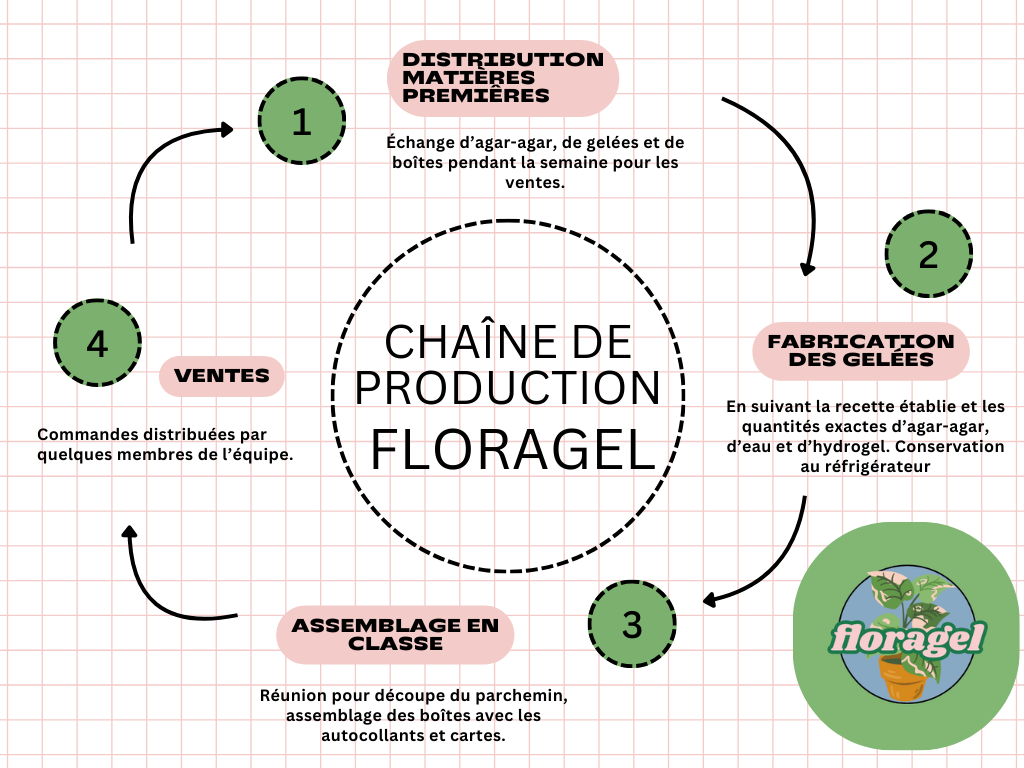 1
DISTRIBUTION
MATIÈRES
PREMIÈRES
Échange d'agar-agar, de gelées et de
boîtes pendant la semaine pour les
ventes.
2
FABRICATION
DES GELÉES
En suivant la recette établie et les
quantités exactes d'agar-agar,
d'eau et d'hydrogel. Conservation
au réfrigérateur
3
ASSEMBLAGE EN
CLASSE
Réunion pour découpe du parchemin,
assemblage des boîtes avec les
autocollants et cartes.
4
VENTES
Commandes distribuées par
quelques membres de l'équipe.
CHAÎNE DE
PRODUCTION
FLORAGEL
floragel